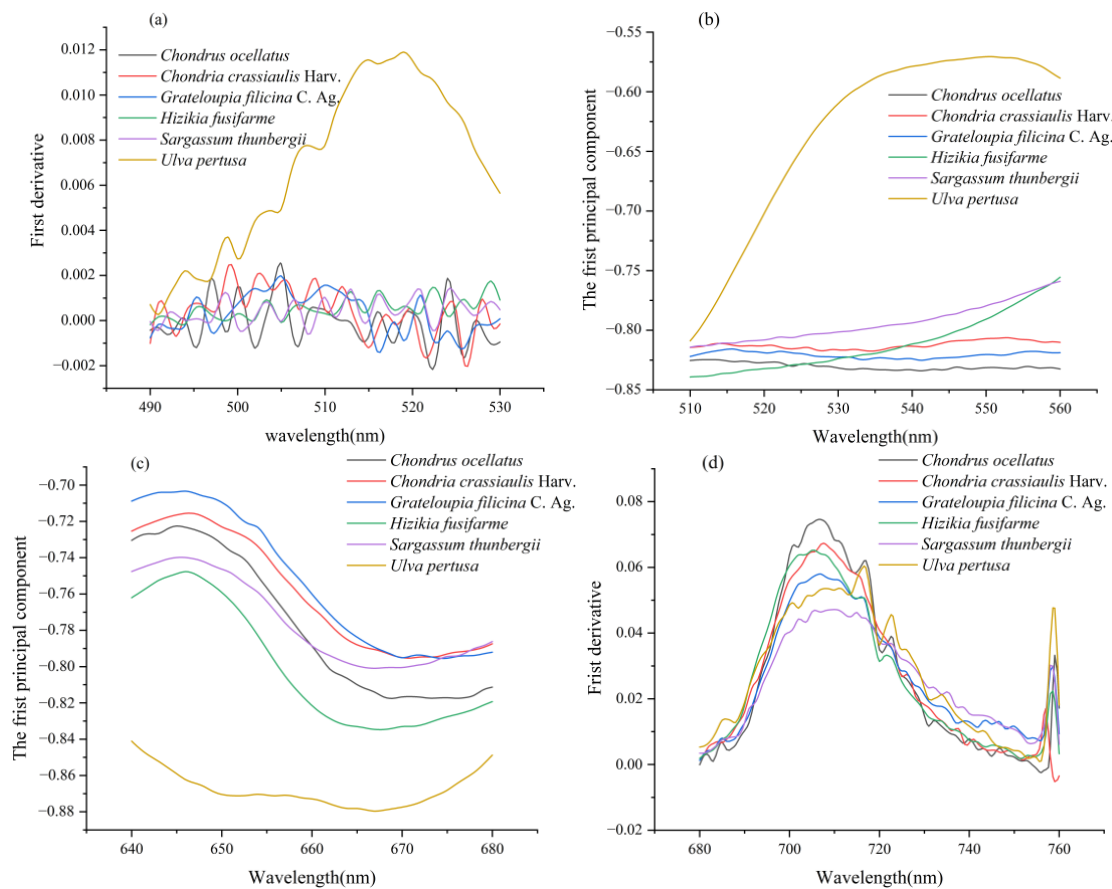 (a)
0.012
0.010
0.008
0.006
0.004
0.002
0.000
−0.002
First derivative
Chondrus ocellatus
Chondria crassiaulis Harv.
Grateloupia filicina C. Ag.
Hizikia fusifarme
Sargassum thunbergii
Ulva pertusa
490 500 510 520 530
wavelength(nm)
(b)
−0.55
−0.60
−0.65
−0.70
−0.75
−0.80
−0.85
The frist principal component
Chondrus ocellatus
Chondria crassiaulis Harv.
Grateloupia filicina C. Ag.
Hizikia fusifarme
Sargassum thunbergii
Ulva pertusa
510 520 530 540 550 560
Wavelength(nm)
(c)
−0.70
−0.72
−0.74
−0.76
−0.78
−0.80
−0.82
−0.84
−0.86
−0.88
The frist principal component
Chondrus ocellatus
Chondria crassiaulis Harv.
Grateloupia filicina C. Ag.
Hizikia fusifarme
Sargassum thunbergii
Ulva pertusa
640 650 660 670 680
Wavelength(nm)
(d)
0.08
0.06
0.04
0.02
0.00
−0.02
Frist derivative
Chondrus ocellatus
Chondria crassiaulis Harv.
Grateloupia filicina C. Ag.
Hizikia fusifarme
Sargassum thunbergii
Ulva pertusa
680 700 720 740 760
Wavelength(nm)